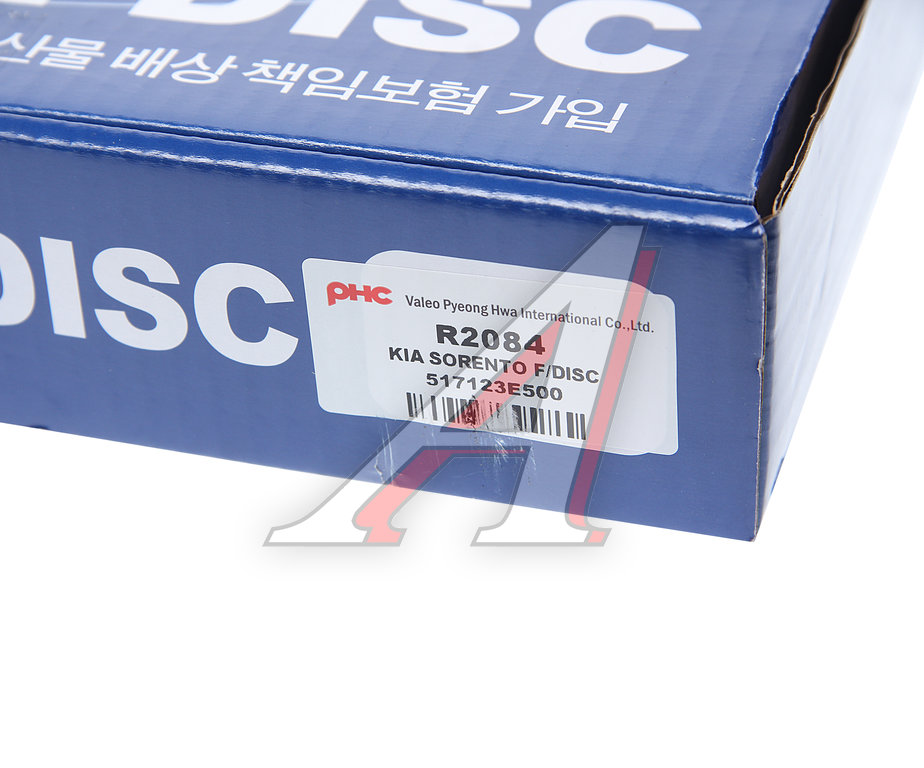 DISC
산물 배상 책임보험 가입
DISC
PHC Valeo Pyeong Hwa International Co.,Ltd.
R2084
KIA SORENTO F/DISC
517123E500